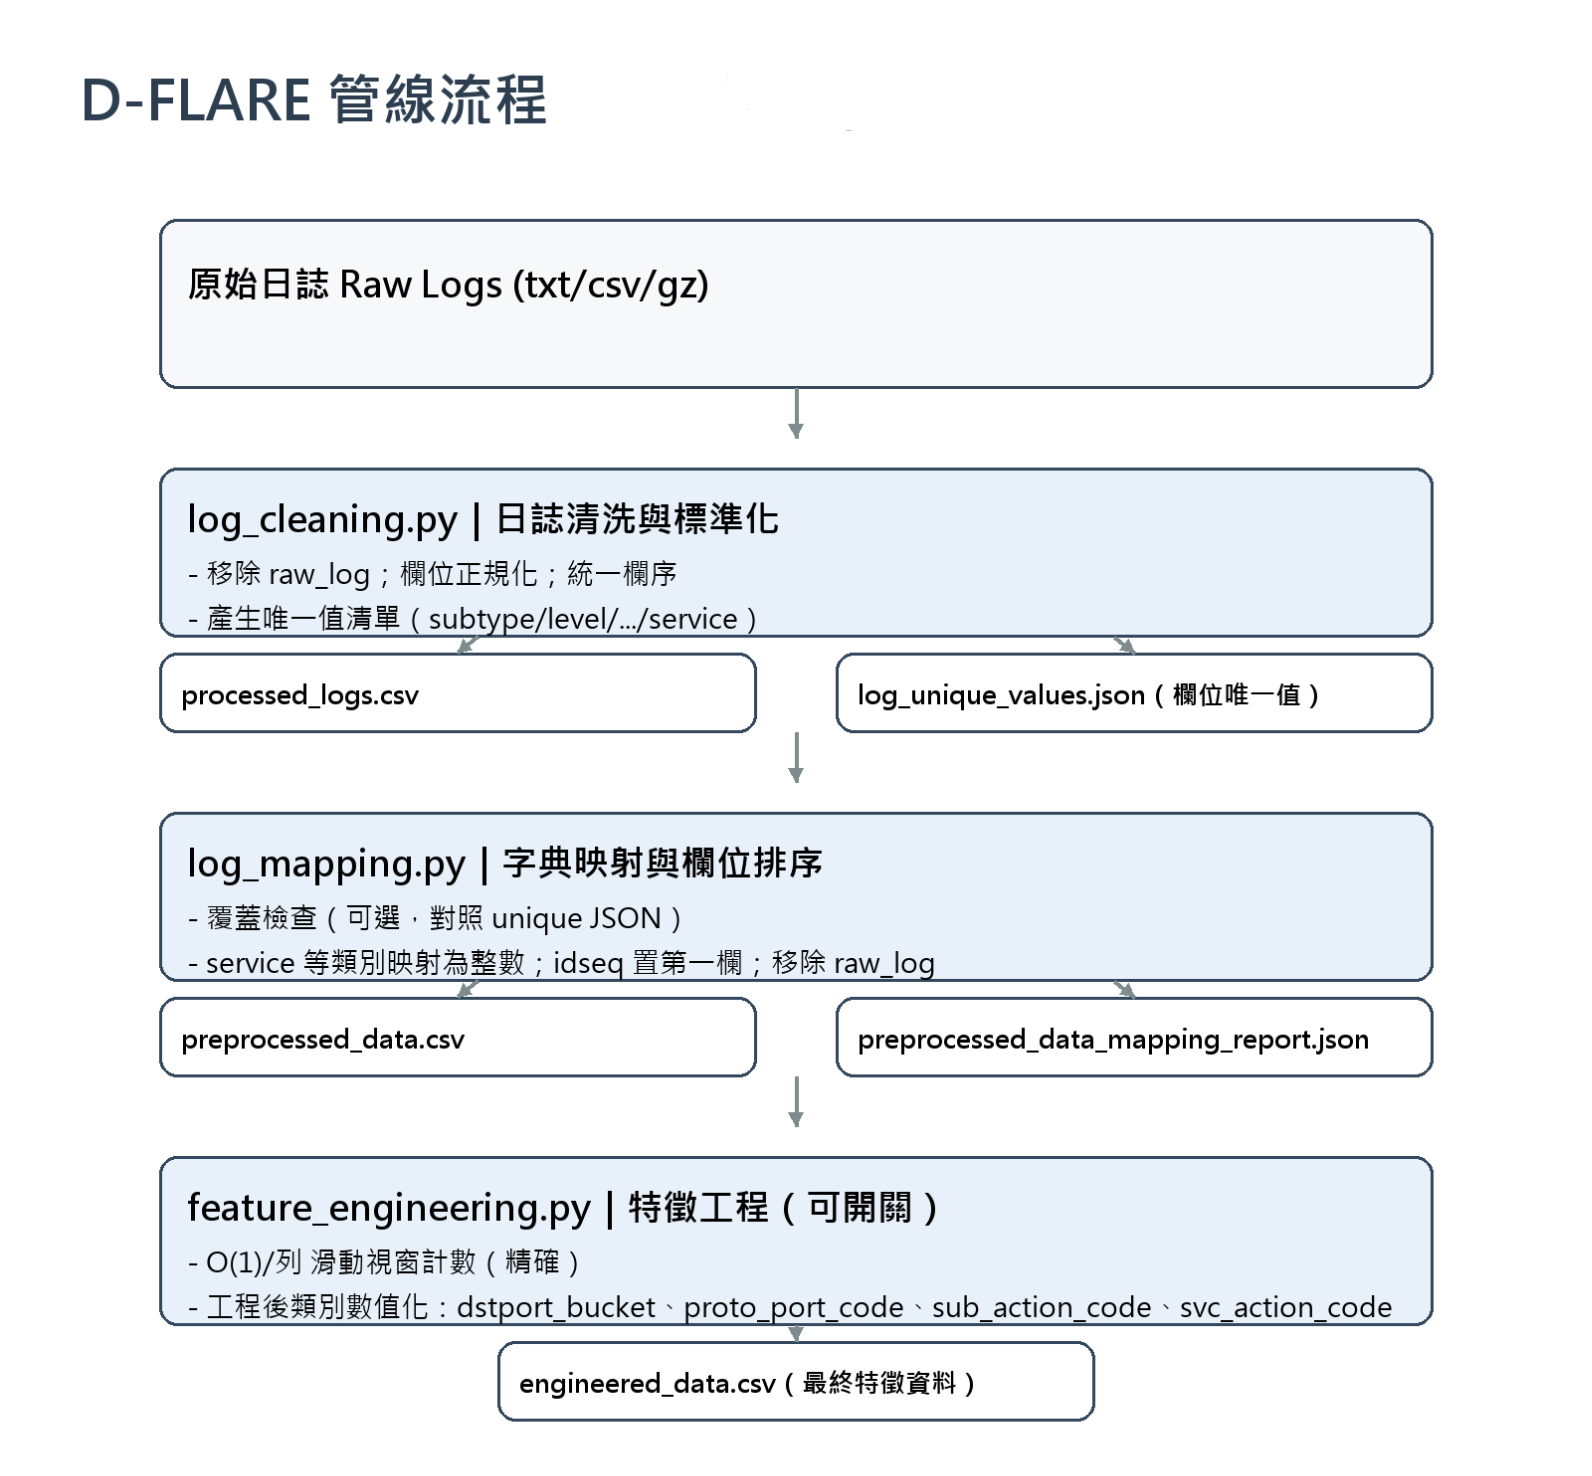 D-FLARE 管線流程
原始日誌 Raw Logs (txt/csv/gz)
log_cleaning.py | 日誌清洗與標準化
- 移除 raw_log；欄位正規化；統一欄序
- 產生唯一值清單（subtype/level/.../service）
processed_logs.csv
log_unique_values.json（欄位唯一值）
log_mapping.py | 字典映射與欄位排序
- 覆蓋檢查（可選，對照 unique JSON）
- service 等類別映射為整數；idseq 置第一欄；移除 raw_log
preprocessed_data.csv
preprocessed_data_mapping_report.json
feature_engineering.py | 特徵工程（可開關）
- O(1)/列 滑動視窗計數（精確）
- 工程後類別數值化：dstport_bucket、proto_port_code、sub_action_code、svc_action_code
engineered_data.csv（最終特徵資料）